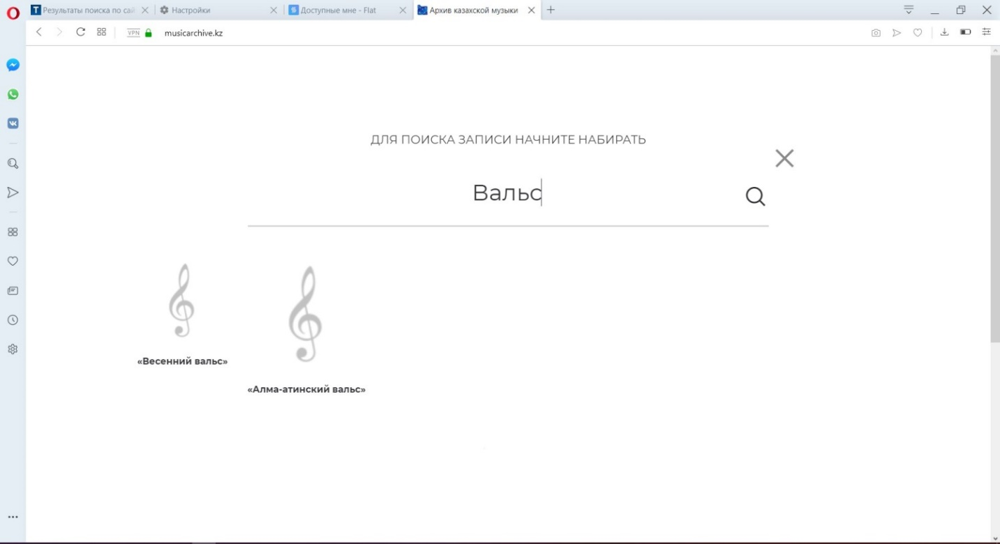 Результаты поиска по сай
Настройки
Доступные мне - Flat
Архив казахской музыки
VPN
musicarchive.kz
ДЛЯ ПОИСКА ЗАПИСИ НАЧНИТЕ НАБИРАТЬ
Вальс
«Весенний вальс»
«Алма-атинский вальс»